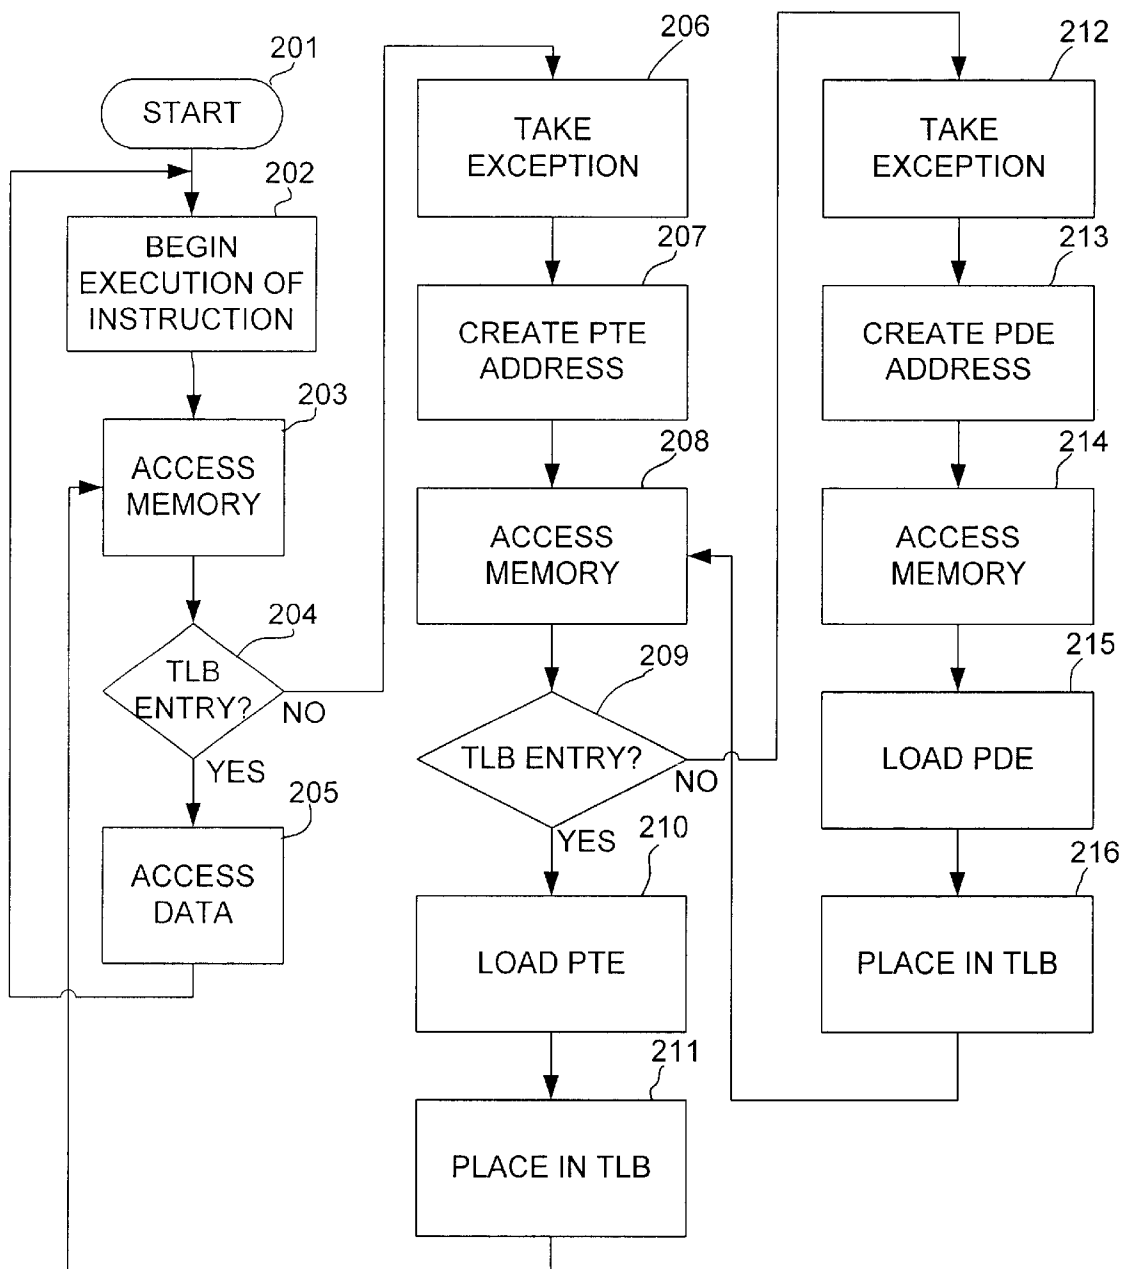 201
START
202
BEGIN
EXECUTION OF
INSTRUCTION
203
ACCESS
MEMORY
204
TLB
ENTRY?
NO
YES
205
ACCESS
DATA
206
TAKE
EXCEPTION
207
CREATE PTE
ADDRESS
208
ACCESS
MEMORY
209
TLB ENTRY?
NO
YES
210
LOAD PTE
211
PLACE IN TLB
212
TAKE
EXCEPTION
213
CREATE PDE
ADDRESS
214
ACCESS
MEMORY
215
LOAD PDE
216
PLACE IN TLB